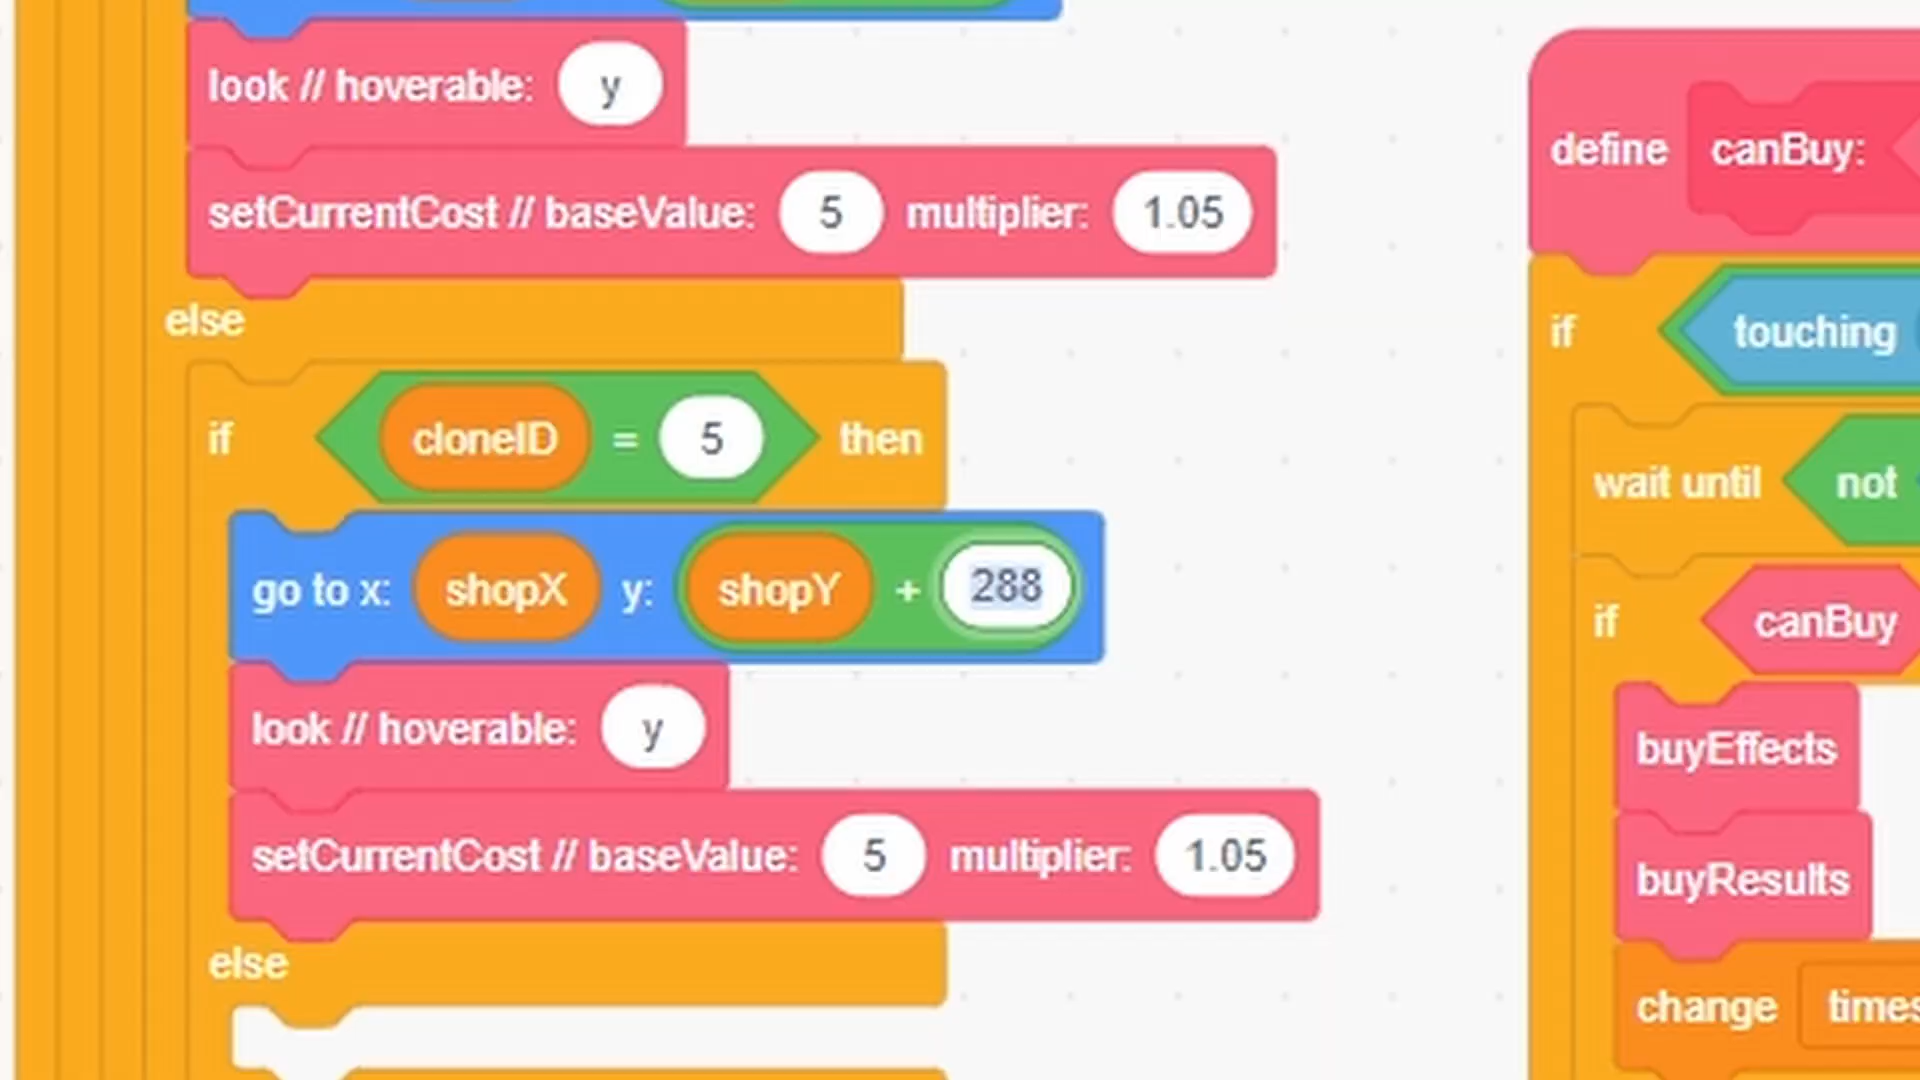 look // hoverable: y
setCurrentCost // baseValue: 5 multiplier: 1.05
else
if cloneID = 5 then
go to x: shopX y: shopY + 288
look // hoverable: y
setCurrentCost // baseValue: 5 multiplier: 1.05
else
define canBuy:
if touching
wait until not
if canBuy
buyEffects
buyResults
change